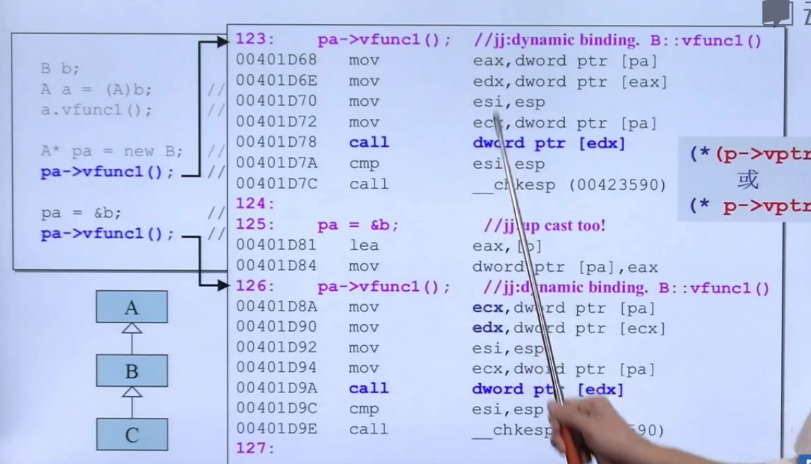 B b;
A a = (A)b; //
a.vfunc1(); //
A* pa = new B; //
pa->vfunc1(); //
pa = &b; //
pa->vfunc1(); //
A
B
C
123: pa->vfunc1(); //jj:dynamic binding. B::vfunc1()
00401D68 mov eax,dword ptr [pa]
00401D6E mov edx,dword ptr [eax]
00401D70 mov esi,esp
00401D72 mov ecx,dword ptr [pa]
00401D78 call dword ptr [edx]
00401D7A cmp esi,esp
00401D7C call __chkesp (00423590)
124:
125: pa = &b; //jj:up cast too!
00401D81 lea eax,[b]
00401D84 mov dword ptr [pa],eax
126: pa->vfunc1(); //jj:dynamic binding. B::vfunc1()
00401D8A mov ecx,dword ptr [pa]
00401D90 mov edx,dword ptr [ecx]
00401D92 mov esi,esp
00401D94 mov ecx,dword ptr [pa]
00401D9A call dword ptr [edx]
00401D9C cmp esi,esp
00401D9E call __chkesp 590)
127:
(*(p->vptr
或
(* p->vptr